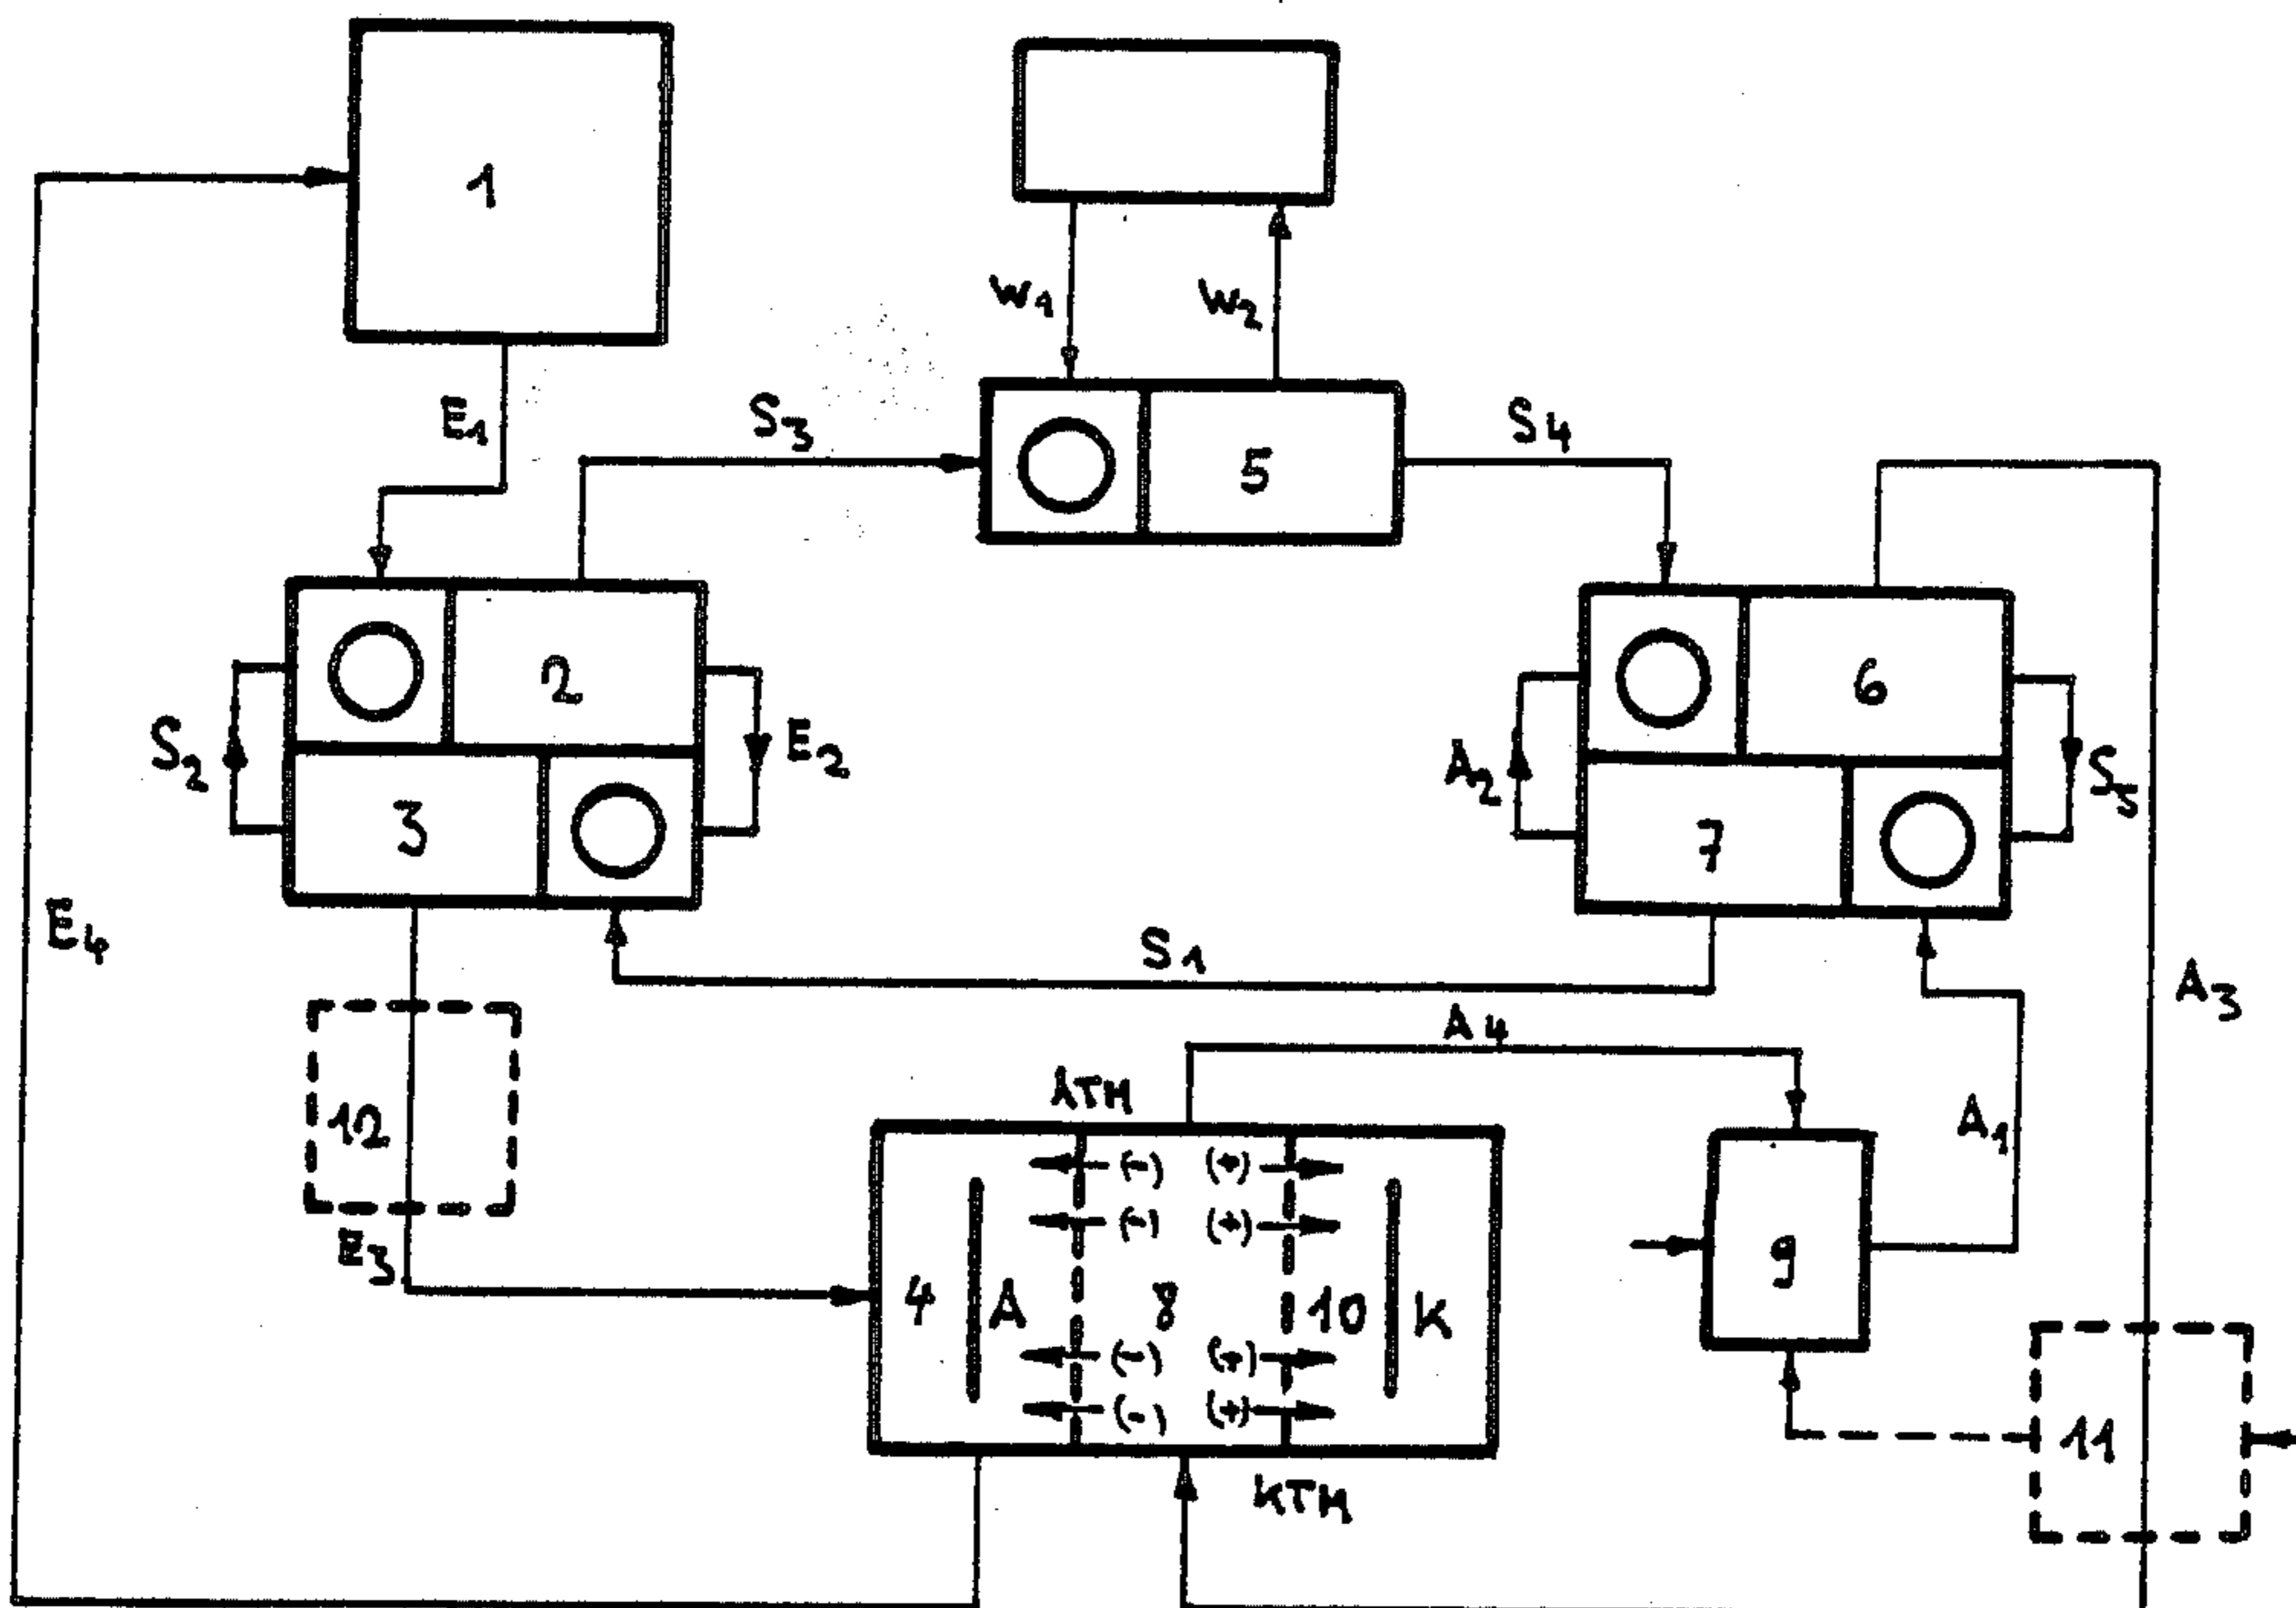 1
W1
W2
E1
S3
S4
5
2
6
S2
E2
A2
S5
3
7
E4
S1
A3
A4
12
ATM
A1
(-) (+)
(-) (+)
E3
9
4 A 8 10 K
(-) (+)
(-) (+)
11
KTM